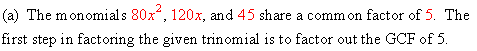 (a) The monomials 80x², 120x, and 45 share a common factor of 5. The
first step in factoring the given trinomial is to factor out the GCF of 5.